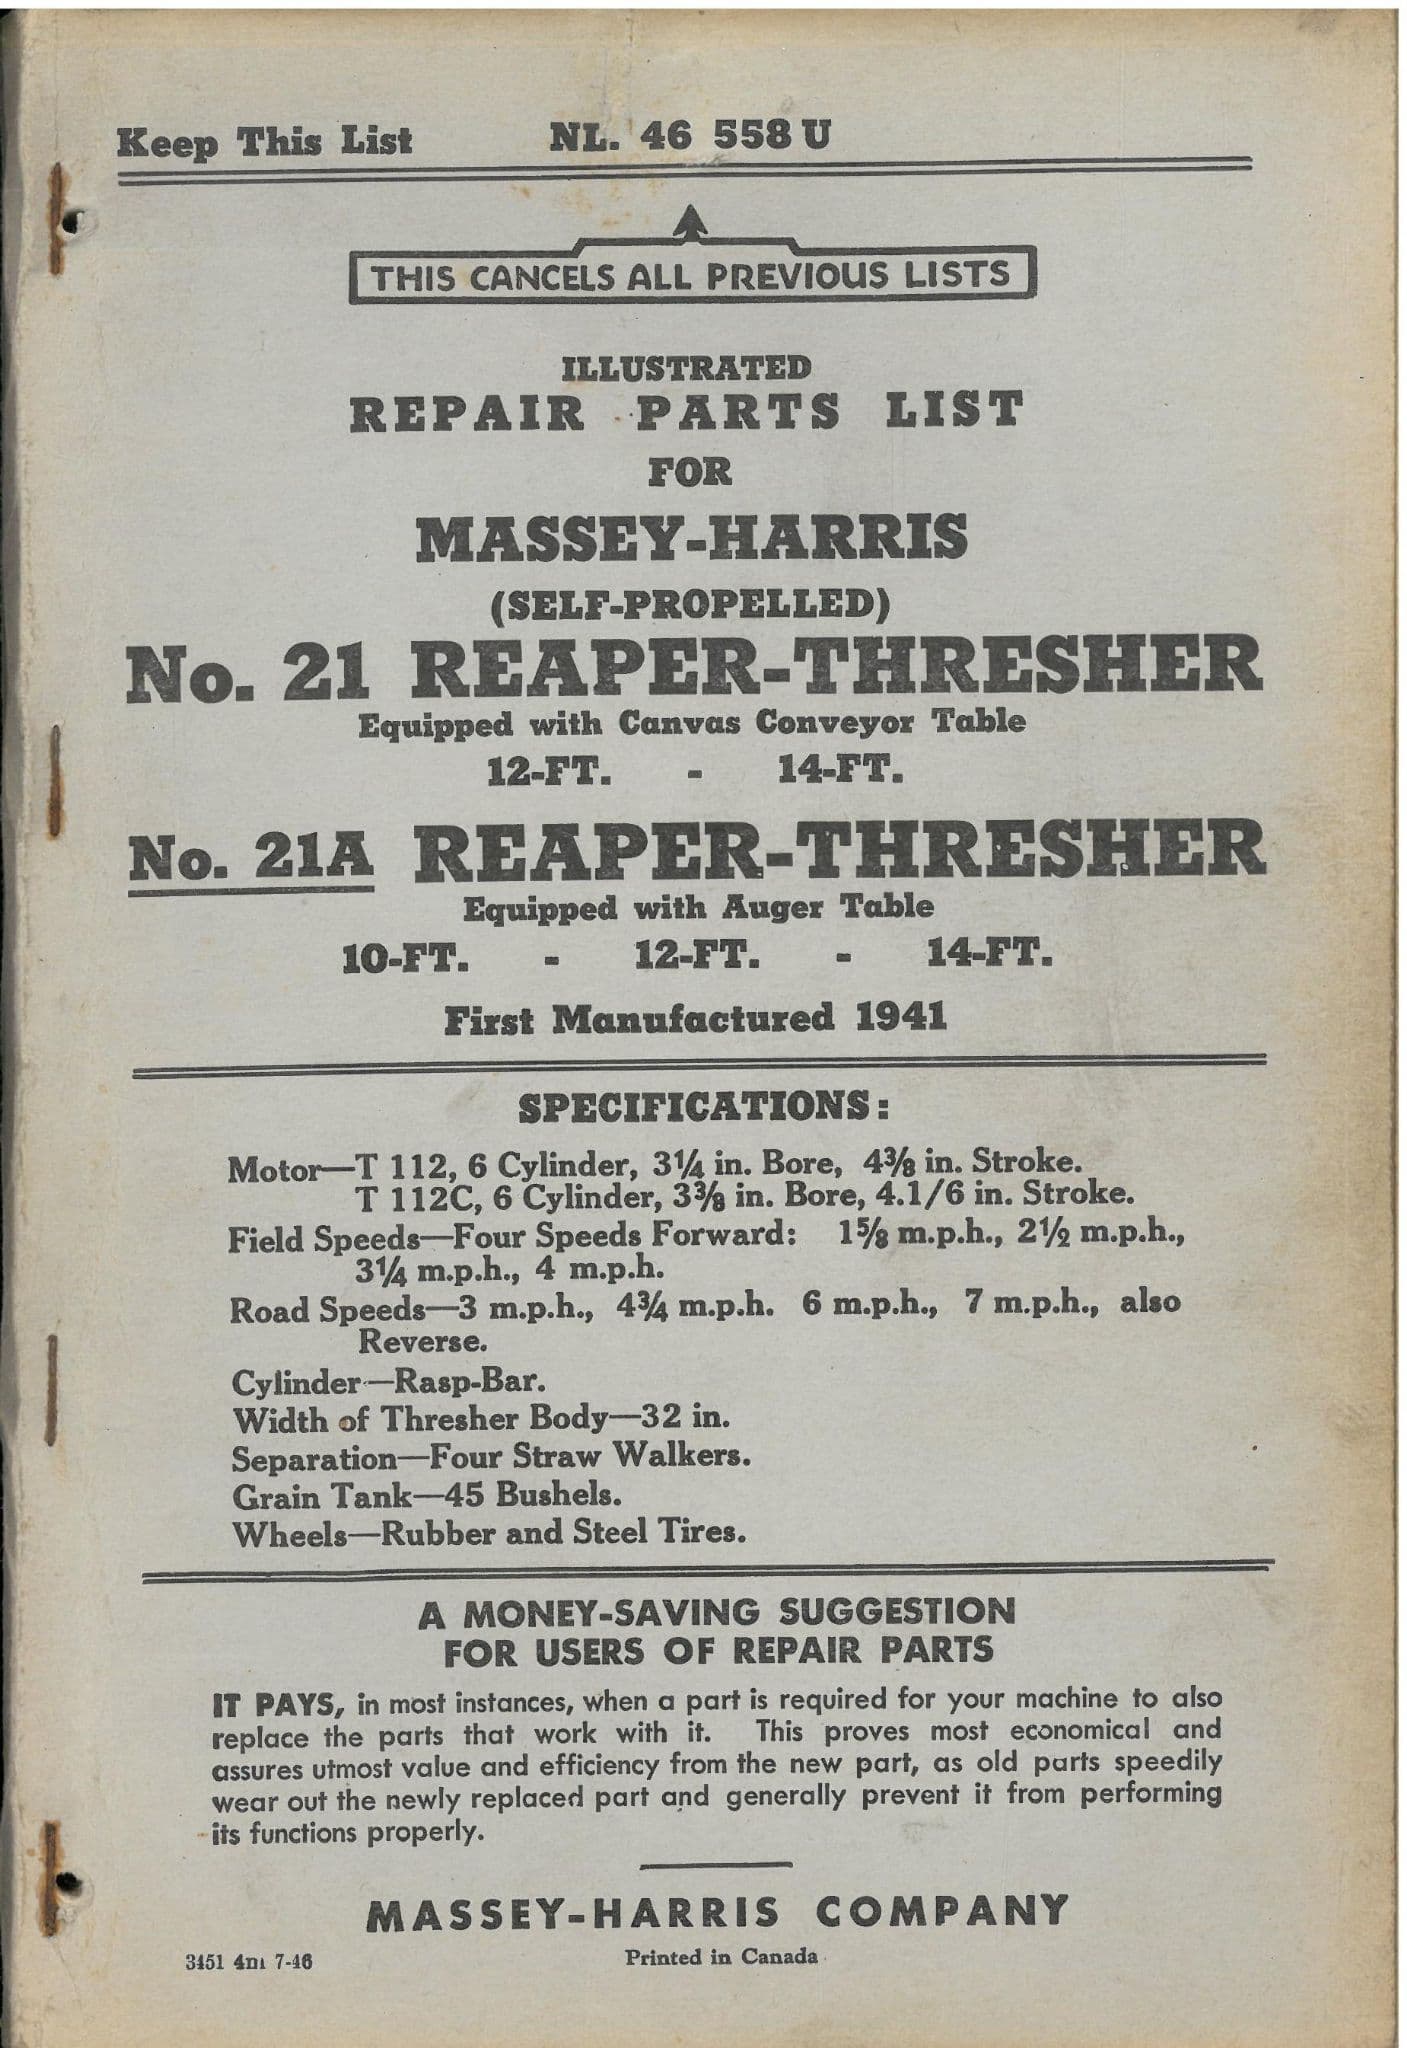 Keep This List NL. 46 558 U
THIS CANCELS ALL PREVIOUS LISTS
ILLUSTRATED
REPAIR PARTS LIST
FOR
MASSEY-HARRIS
(SELF-PROPELLED)
No. 21 REAPER-THRESHER
Equipped with Canvas Conveyor Table
12-FT. - 14-FT.
No. 21A REAPER-THRESHER
Equipped with Auger Table
10-FT. - 12-FT. - 14-FT.
First Manufactured 1941
SPECIFICATIONS:
Motor—T 112, 6 Cylinder, 3¼ in. Bore, 4⅜ in. Stroke.
T 112C, 6 Cylinder, 3⅜ in. Bore, 4.1/6 in. Stroke.
Field Speeds—Four Speeds Forward: 1⅝ m.p.h., 2½ m.p.h.,
3¼ m.p.h., 4 m.p.h.
Road Speeds—3 m.p.h., 4¾ m.p.h. 6 m.p.h., 7 m.p.h., also
Reverse.
Cylinder—Rasp-Bar.
Width of Thresher Body—32 in.
Separation—Four Straw Walkers.
Grain Tank—45 Bushels.
Wheels—Rubber and Steel Tires.
A MONEY-SAVING SUGGESTION
FOR USERS OF REPAIR PARTS
IT PAYS, in most instances, when a part is required for your machine to also
replace the parts that work with it. This proves most economical and
assures utmost value and efficiency from the new part, as old parts speedily
wear out the newly replaced part and generally prevent it from performing
its functions properly.
MASSEY-HARRIS COMPANY
3451 4m 7-46 Printed in Canada